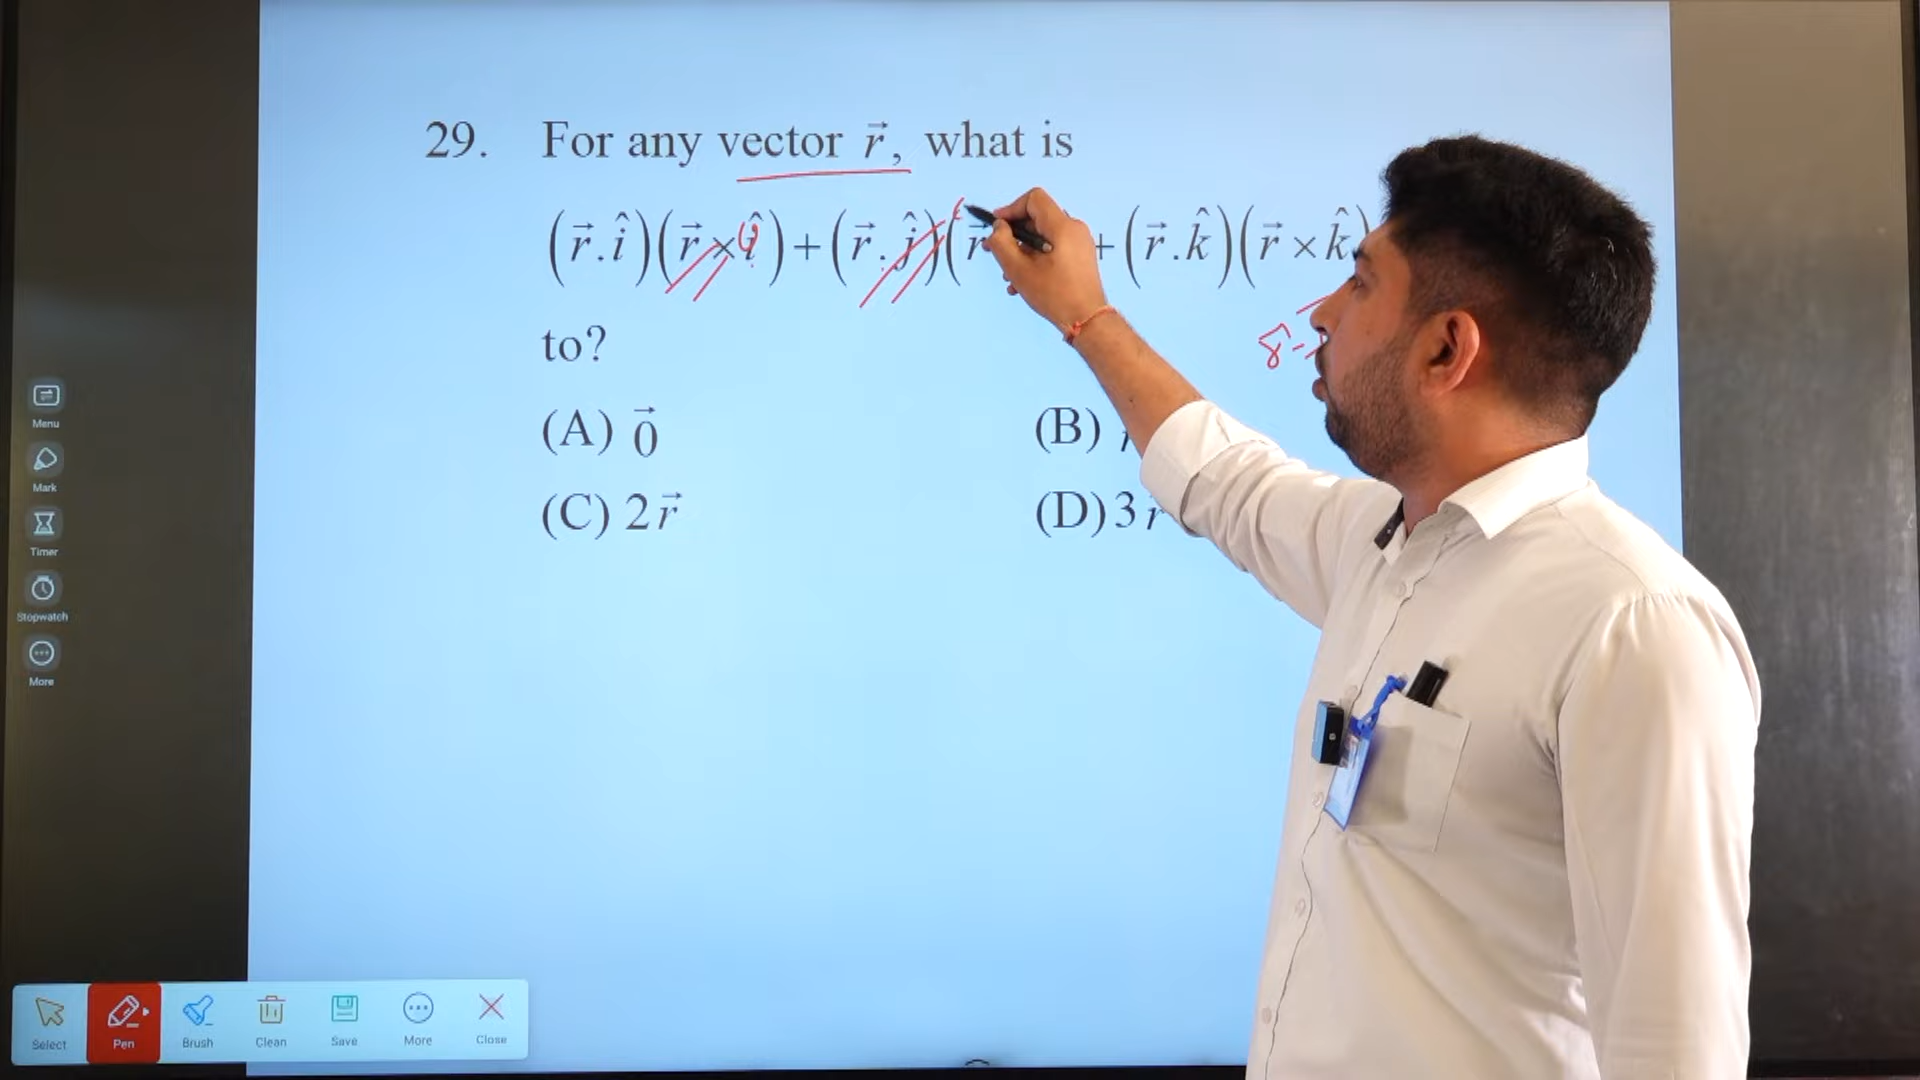 29. For any vector r⃗, what is
(r⃗.î)(r⃗×î)+(r⃗.ĵ)(r⃗ +(r⃗.k̂)(r⃗×k̂)
to?
(A) 0⃗ (B)
(C) 2r⃗ (D) 3r
Menu
Mark
Timer
Stopwatch
More
Select Pen Brush Clean Save More Close